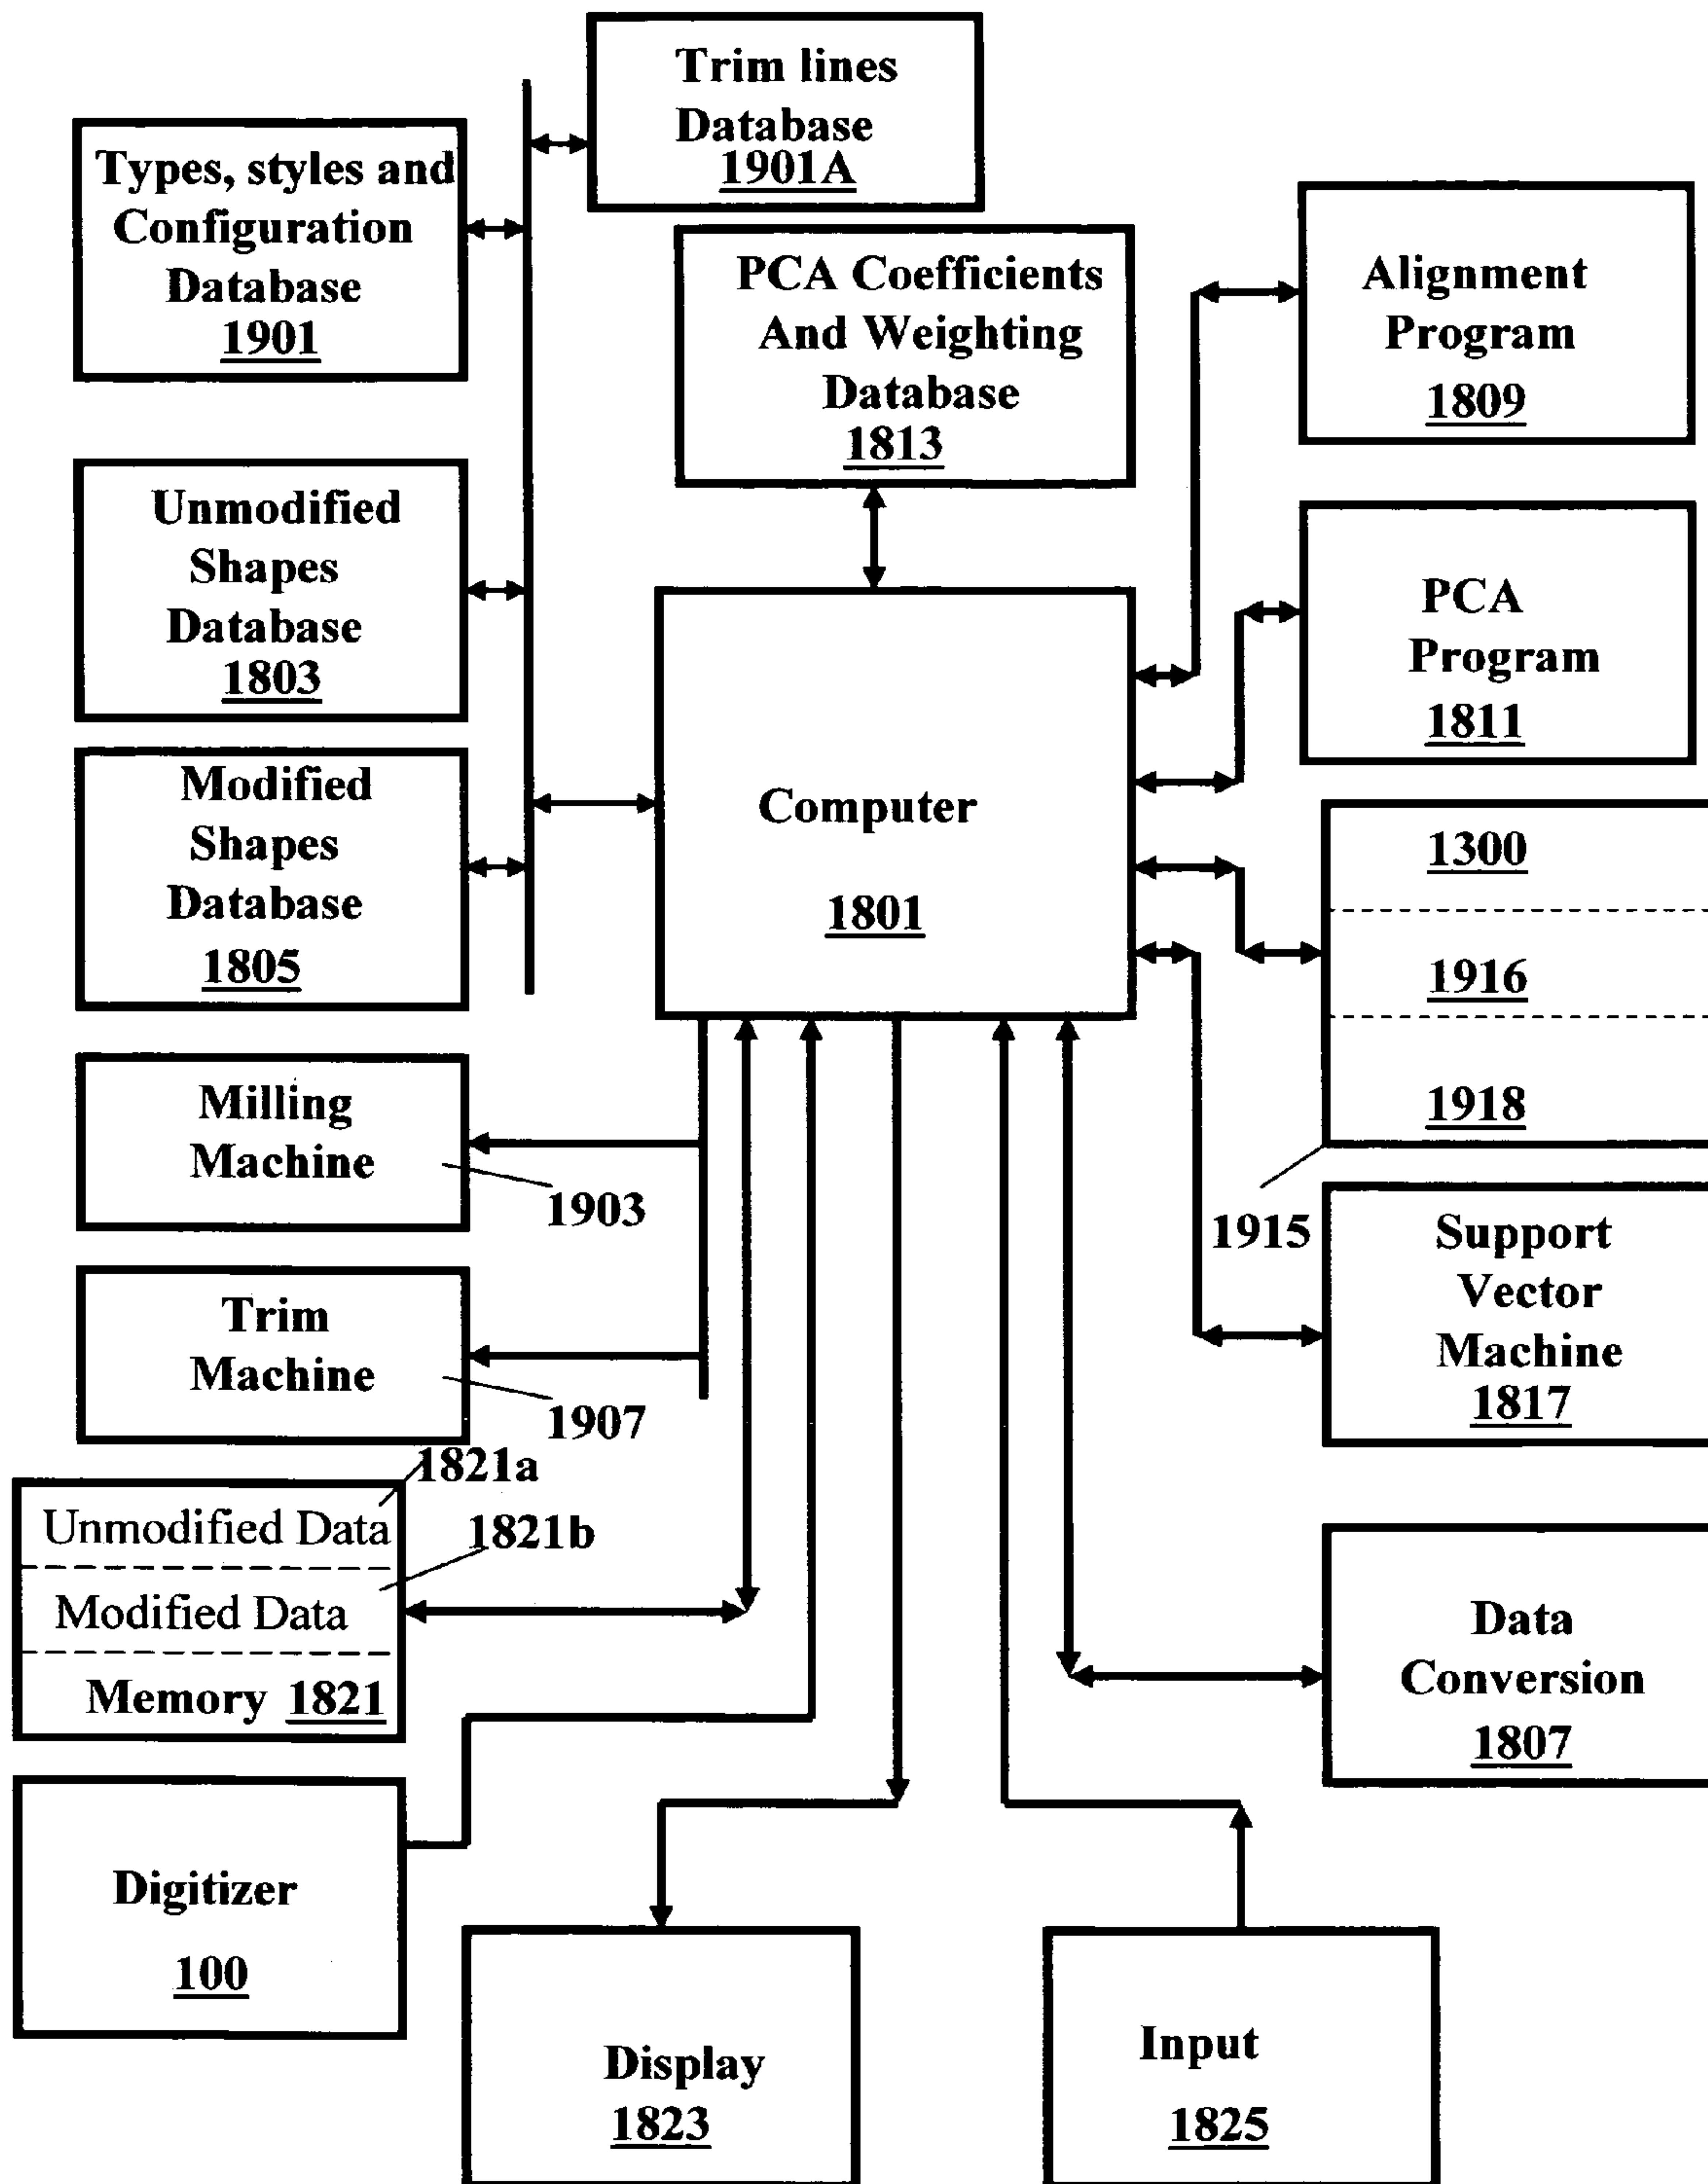 Trim lines
Database
1901A
Types, styles and
Configuration
Database
1901
PCA Coefficients
And Weighting
Database
1813
Alignment
Program
1809
Unmodified
Shapes
Database
1803
PCA
Program
1811
Modified
Shapes
Database
1805
Computer
1801
1300
1916
1918
1915
Milling
Machine
1903
Support
Vector
Machine
1817
Trim
Machine
1907
1821a
Unmodified Data
1821b
Modified Data
Memory 1821
Data
Conversion
1807
Digitizer
100
Display
1823
Input
1825